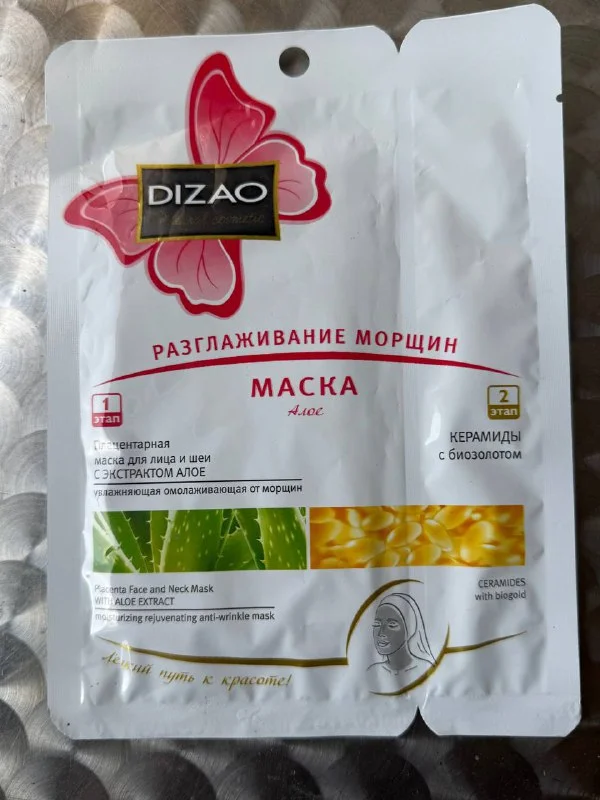 DIZAO
РАЗГЛАЖИВАНИЕ МОРЩИН
МАСКА
Алое
1
этап
Плацентарная
маска для лица и шеи
С ЭКСТРАКТОМ АЛОЕ
увлажняющая омолаживающая от морщин
2
этап
КЕРАМИДЫ
с биозолотом
Placenta Face and Neck Mask
WITH ALOE EXTRACT
moisturizing rejuvenating anti-wrinkle mask
CERAMIDES
with biogold
Легкий путь к красоте!